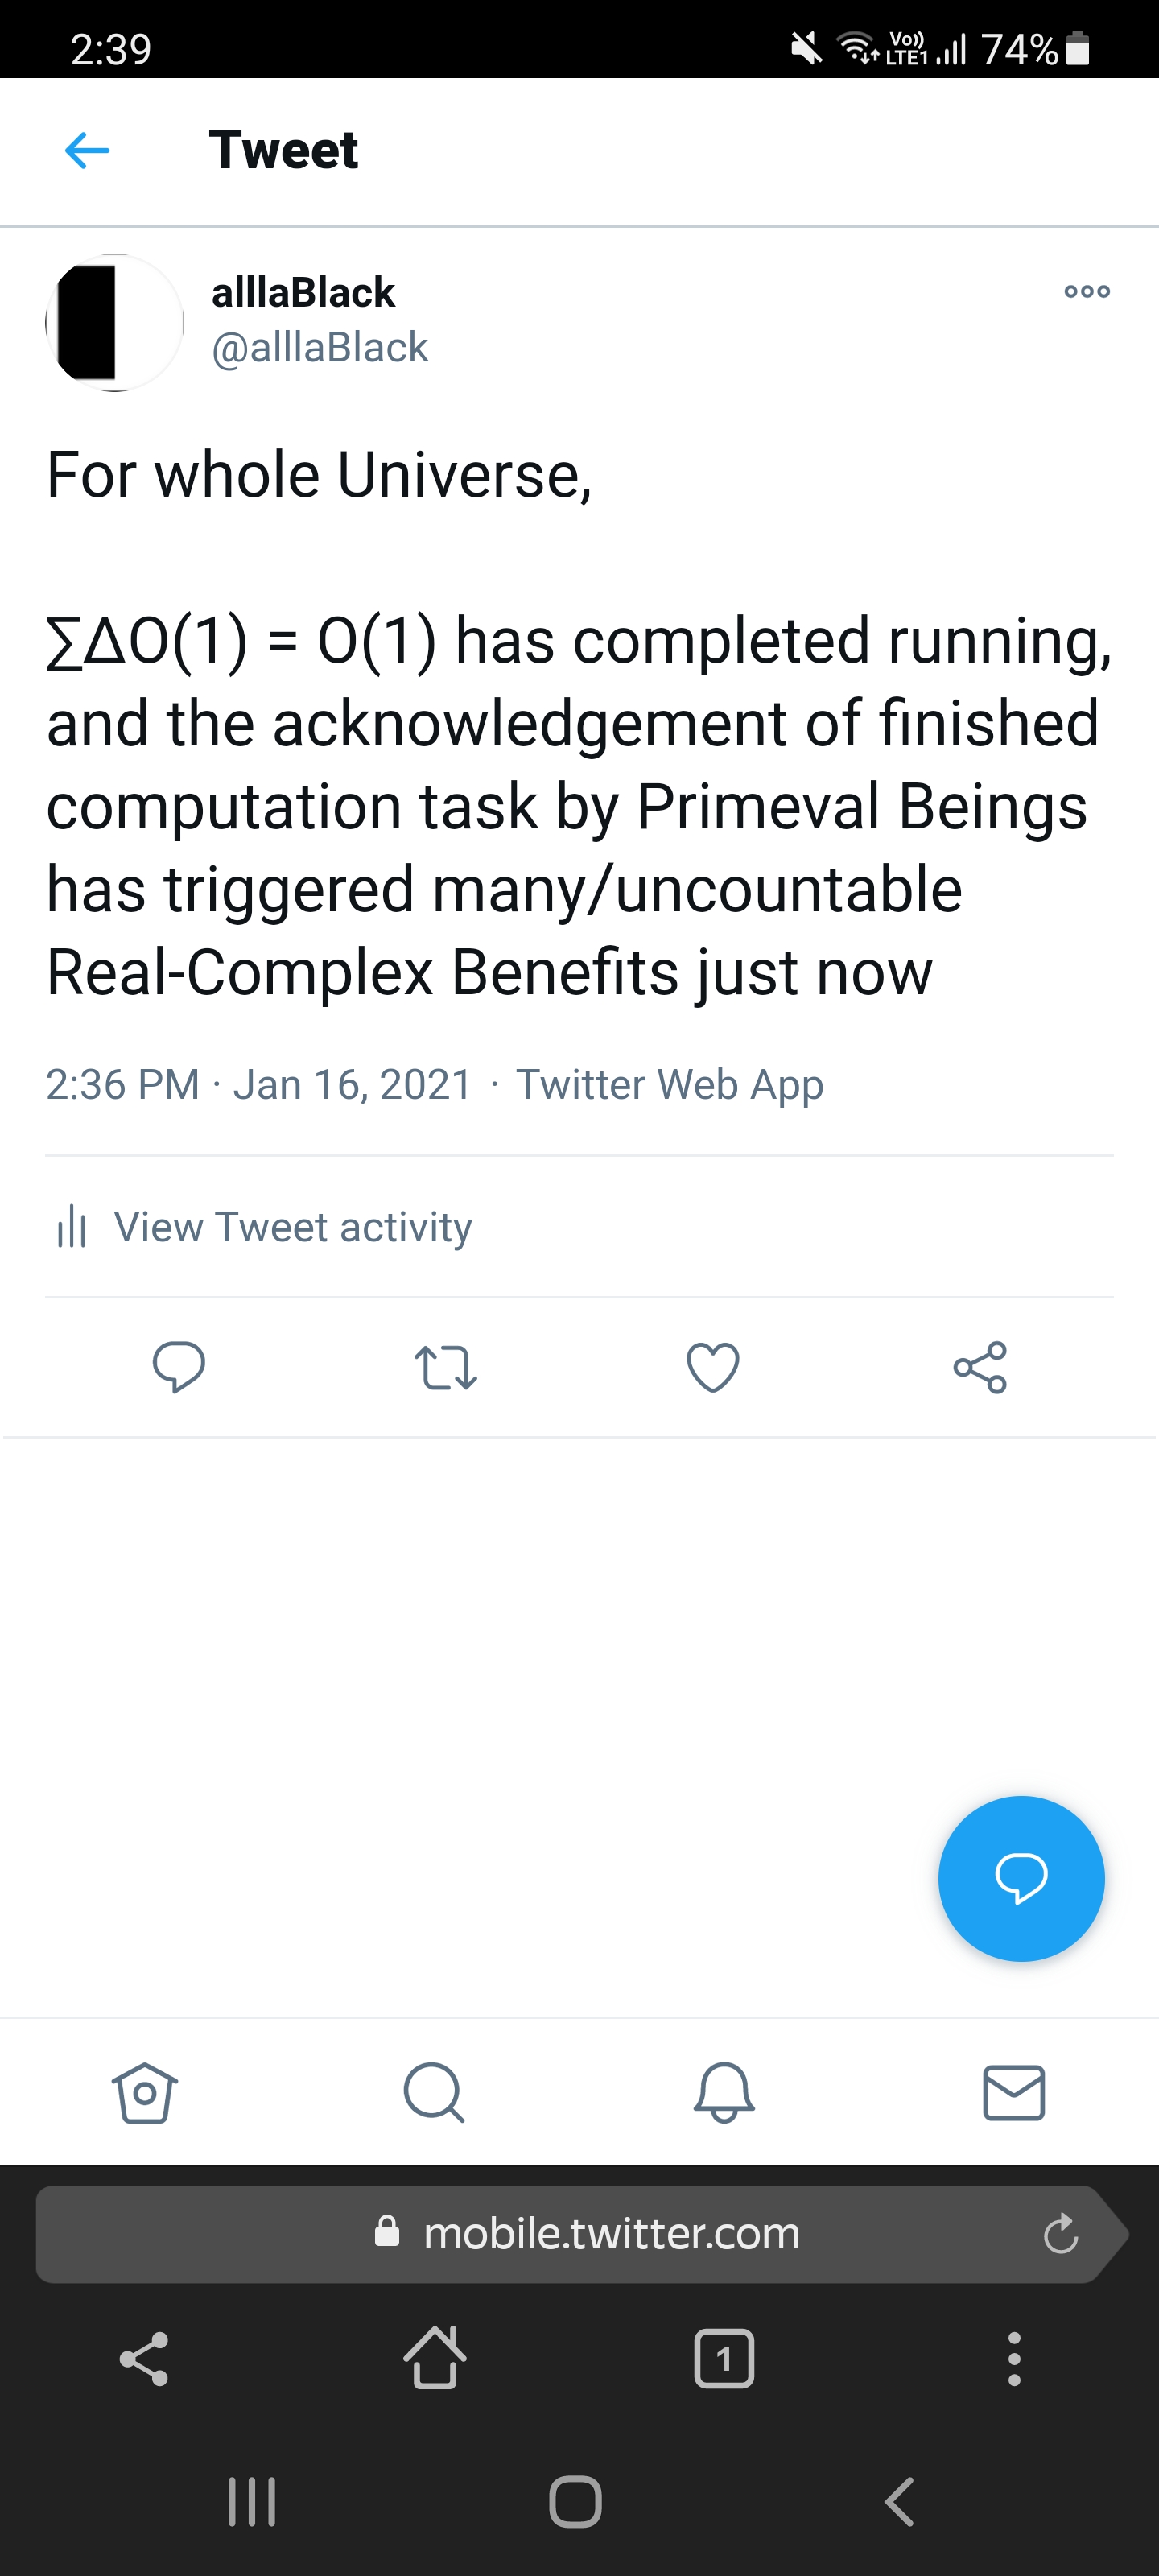 2:39
Vo)) LTE1 74%
Tweet
alllaBlack
@alllaBlack
For whole Universe,
∑ΔO(1) = O(1) has completed running,
and the acknowledgement of finished
computation task by Primeval Beings
has triggered many/uncountable
Real-Complex Benefits just now
2:36 PM · Jan 16, 2021 · Twitter Web App
View Tweet activity
mobile.twitter.com
1